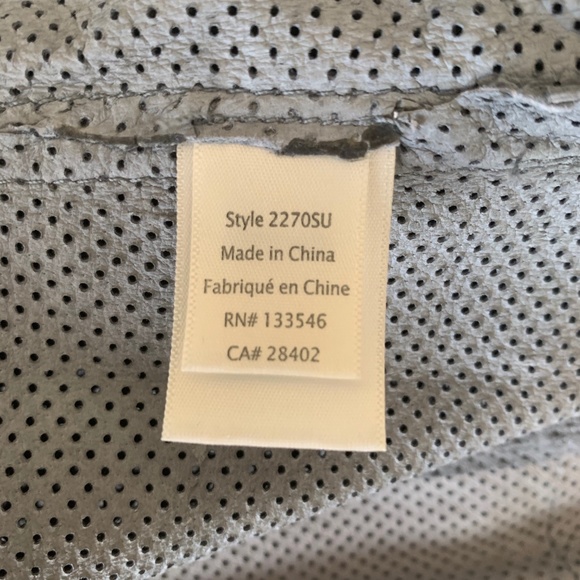 Style 2270SU
Made in China
Fabriqué en Chine
RN# 133546
CA# 28402